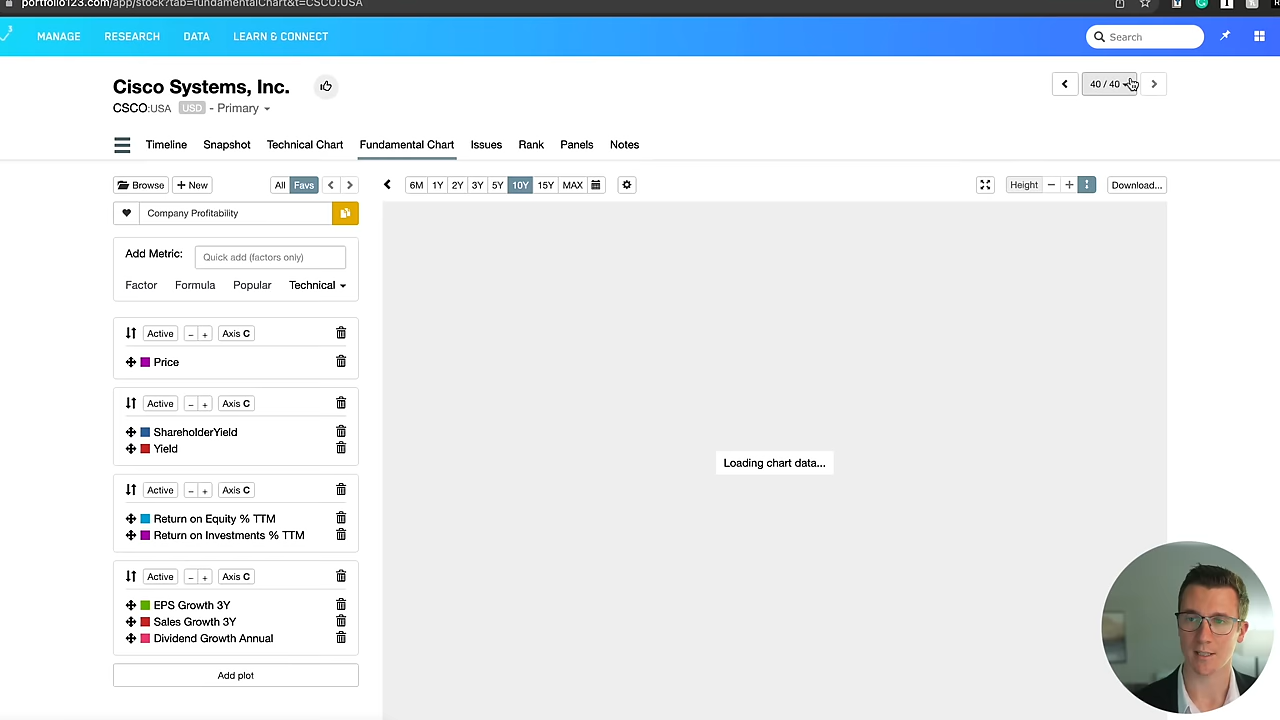 portfolio123.com/app/stock?tab=fundamentalChart&t=CSCO:USA
MANAGE RESEARCH DATA LEARN & CONNECT Search
Cisco Systems, Inc.
40 / 40
CSCO:USA USD - Primary
Timeline Snapshot Technical Chart Fundamental Chart Issues Rank Panels Notes
Browse + New All Favs 6M 1Y 2Y 3Y 5Y 10Y 15Y MAX Height − + Download...
Company Profitability
Add Metric: Quick add (factors only)
Factor Formula Popular Technical
Active − + Axis C
Price
Active − + Axis C
ShareholderYield
Yield
Loading chart data...
Active − + Axis C
Return on Equity % TTM
Return on Investments % TTM
Active − + Axis C
EPS Growth 3Y
Sales Growth 3Y
Dividend Growth Annual
Add plot